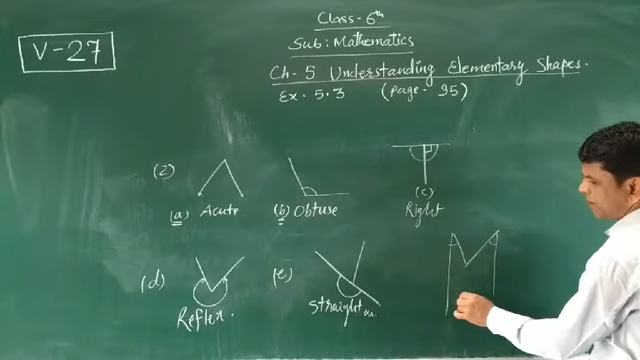 V-27
Class-6th
Sub: Mathematics
Ch-5 Understanding Elementary Shapes.
Ex. 5.3 (page-95)
(2)
(a) Acute
(b) Obtuse
(c)
Right
(d)
Reflex.
(e)
Straight